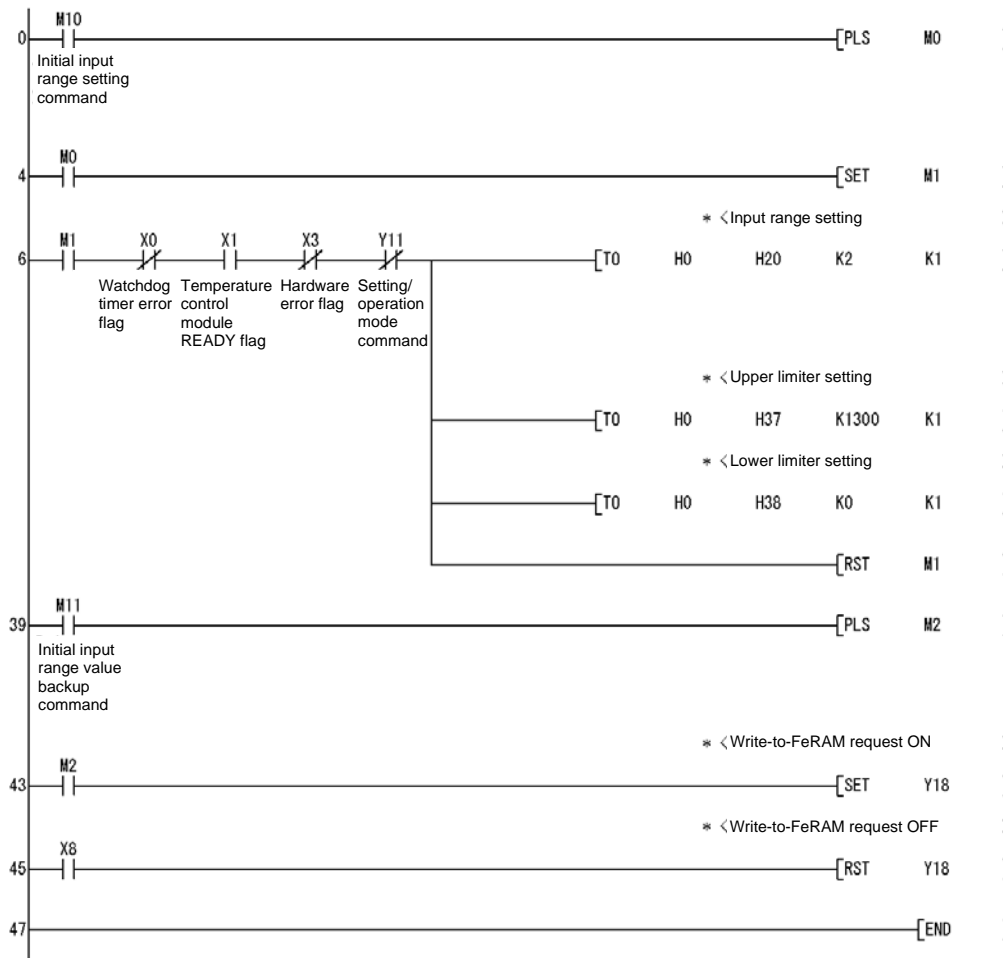 M10
0 [PLS M0
Initial input
range setting
command
M0
4 [SET M1
* <Input range setting
M1 X0 X1 X3 Y11
6 [TO H0 H20 K2 K1
Watchdog Temperature Hardware Setting/
timer error control error flag operation
flag module mode
READY flag command
* <Upper limiter setting
[TO H0 H37 K1300 K1
* <Lower limiter setting
[TO H0 H38 K0 K1
[RST M1
M11
39 [PLS M2
Initial input
range value
backup
command
* <Write-to-FeRAM request ON
M2
43 [SET Y18
* <Write-to-FeRAM request OFF
X8
45 [RST Y18
47 [END